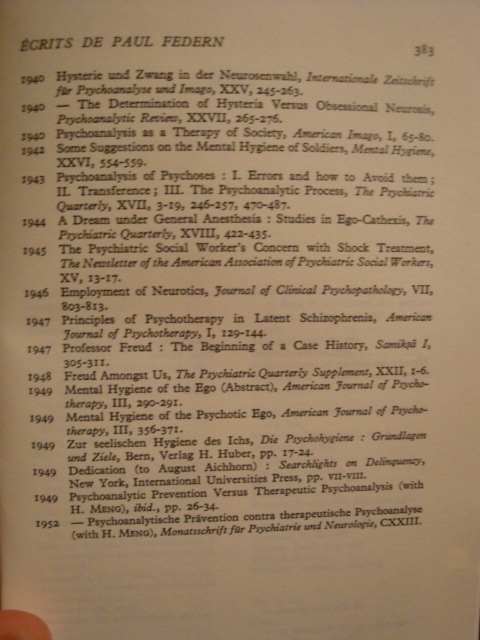 ÉCRITS DE PAUL FEDERN 383
1940 Hysterie und Zwang in der Neurosenwahl, Internationale Zeitschrift
für Psychoanalyse und Imago, XXV, 245-263.
1940 — The Determination of Hysteria Versus Obsessional Neurosis,
Psychoanalytic Review, XXVII, 265-276.
1940 Psychoanalysis as a Therapy of Society, American Imago, I, 65-80.
1942 Some Suggestions on the Mental Hygiene of Soldiers, Mental Hygiene,
XXVI, 554-559.
1943 Psychoanalysis of Psychoses : I. Errors and how to Avoid them ;
II. Transference ; III. The Psychoanalytic Process, The Psychiatric
Quarterly, XVII, 3-19, 246-257, 470-487.
1944 A Dream under General Anesthesia : Studies in Ego-Cathexis, The
Psychiatric Quarterly, XVIII, 422-435.
1945 The Psychiatric Social Worker's Concern with Shock Treatment,
The Newsletter of the American Association of Psychiatric Social Workers,
XV, 13-17.
1946 Employment of Neurotics, Journal of Clinical Psychopathology, VII,
803-813.
1947 Principles of Psychotherapy in Latent Schizophrenia, American
Journal of Psychotherapy, I, 129-144.
1947 Professor Freud : The Beginning of a Case History, Samiksā I,
305-311.
1948 Freud Amongst Us, The Psychiatric Quarterly Supplement, XXII, 1-6.
1949 Mental Hygiene of the Ego (Abstract), American Journal of Psycho-
therapy, III, 290-291.
1949 Mental Hygiene of the Psychotic Ego, American Journal of Psycho-
therapy, III, 356-371.
1949 Zur seelischen Hygiene des Ichs, Die Psychohygiene : Grundlagen
und Ziele, Bern, Verlag H. Huber, pp. 17-24.
1949 Dedication (to August Aichhorn) : Searchlights on Delinquency,
New York, International Universities Press, pp. VII-VIII.
1949 Psychoanalytic Prevention Versus Therapeutic Psychoanalysis (with
H. MENG), ibid., pp. 26-34.
1952 — Psychoanalytische Prävention contra therapeutische Psychoanalyse
(with H. MENG), Monatsschrift für Psychiatrie und Neurologie, CXXIII.